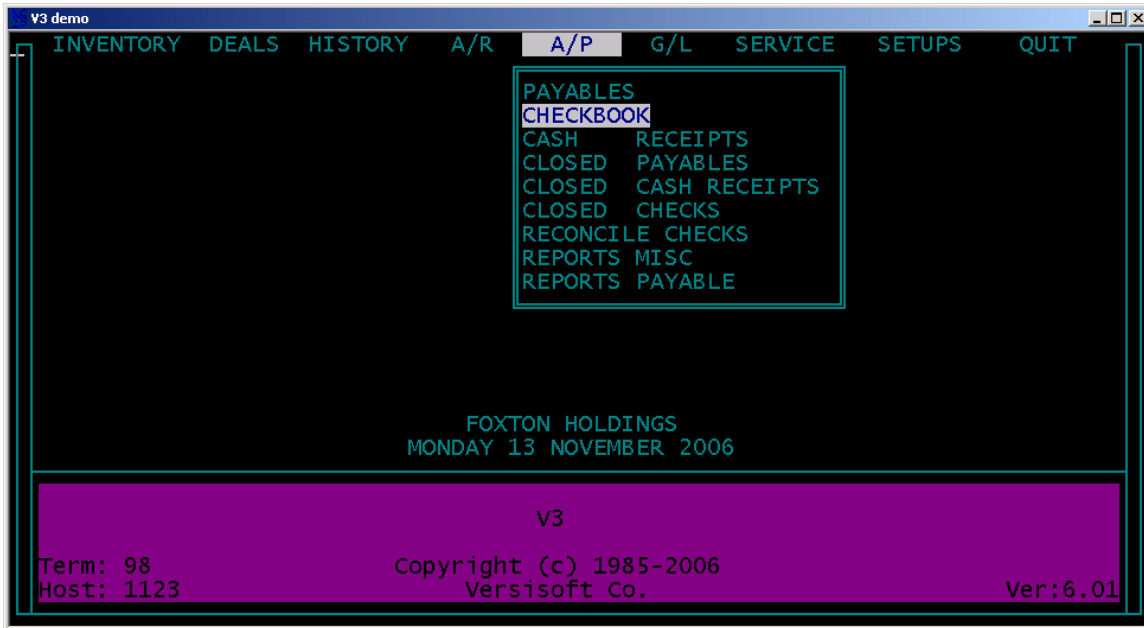 V3 demo
INVENTORY DEALS HISTORY A/R A/P G/L SERVICE SETUPS QUIT
PAYABLES
CHECKBOOK
CASH RECEIPTS
CLOSED PAYABLES
CLOSED CASH RECEIPTS
CLOSED CHECKS
RECONCILE CHECKS
REPORTS MISC
REPORTS PAYABLE
FOXTON HOLDINGS
MONDAY 13 NOVEMBER 2006
V3
Term: 98 Copyright (c) 1985-2006
Host: 1123 Versisoft Co. Ver:6.01